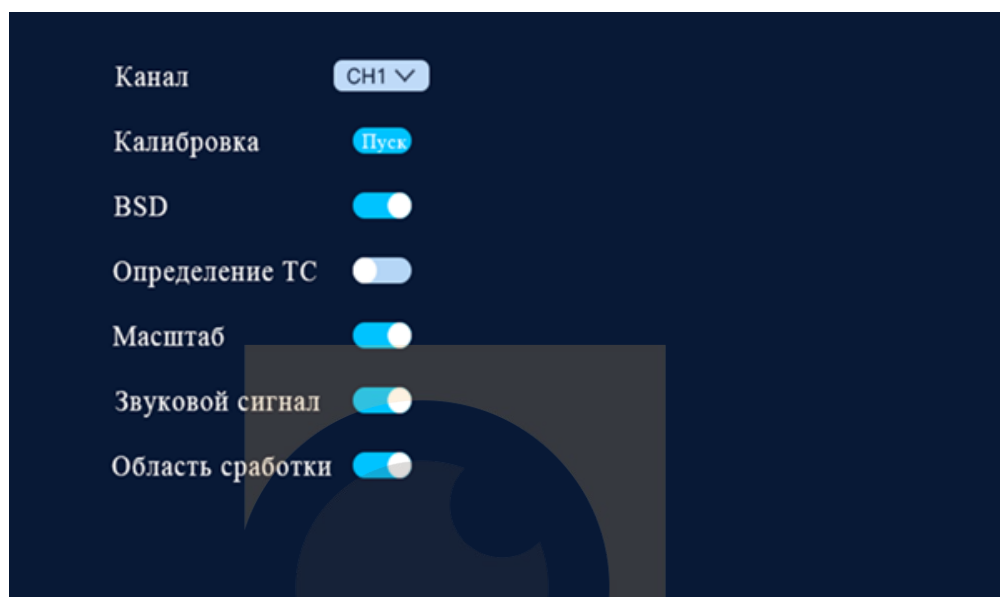 Канал CH1
Калибровка Пуск
BSD
Определение ТС
Масштаб
Звуковой сигнал
Область сработки